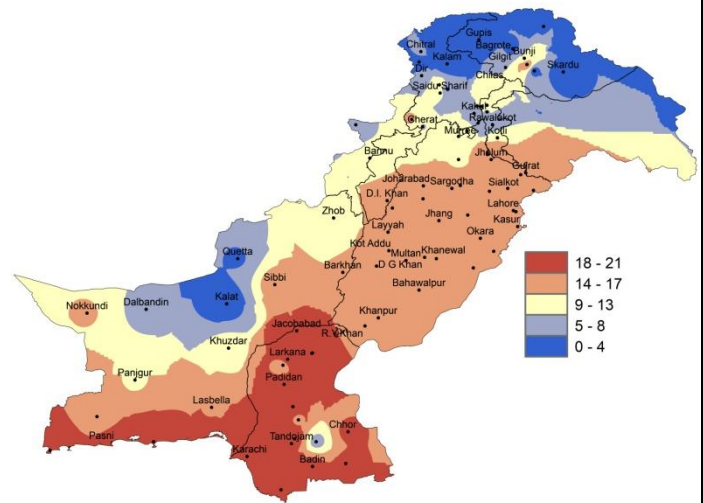 Gupis
Chitral
Bagrote
Bunji
Kalam
Gilgit
Dir
Chilas
Skardu
Saidu Sharif
Kakul
Cherat
Rawalakot
Murree
Kotli
Bannu
Jhelum
Gujrat
Joharabad
Sargodha
Sialkot
D.I. Khan
Lahore
Zhob
Jhang
Kasur
Layyah
Okara
Kot Addu
Quetta
Multan
Khanewal
Barkhan
D G Khan
Sibbi
Bahawalpur
Kalat
Nokkundi
Dalbandin
Khanpur
Jacobabad
R.Y.Khan
Khuzdar
Larkana
Panjgur
Padidan
Lasbella
Chhor
Pasni
Tandojam
Karachi
Badin
18 - 21
14 - 17
9 - 13
5 - 8
0 - 4